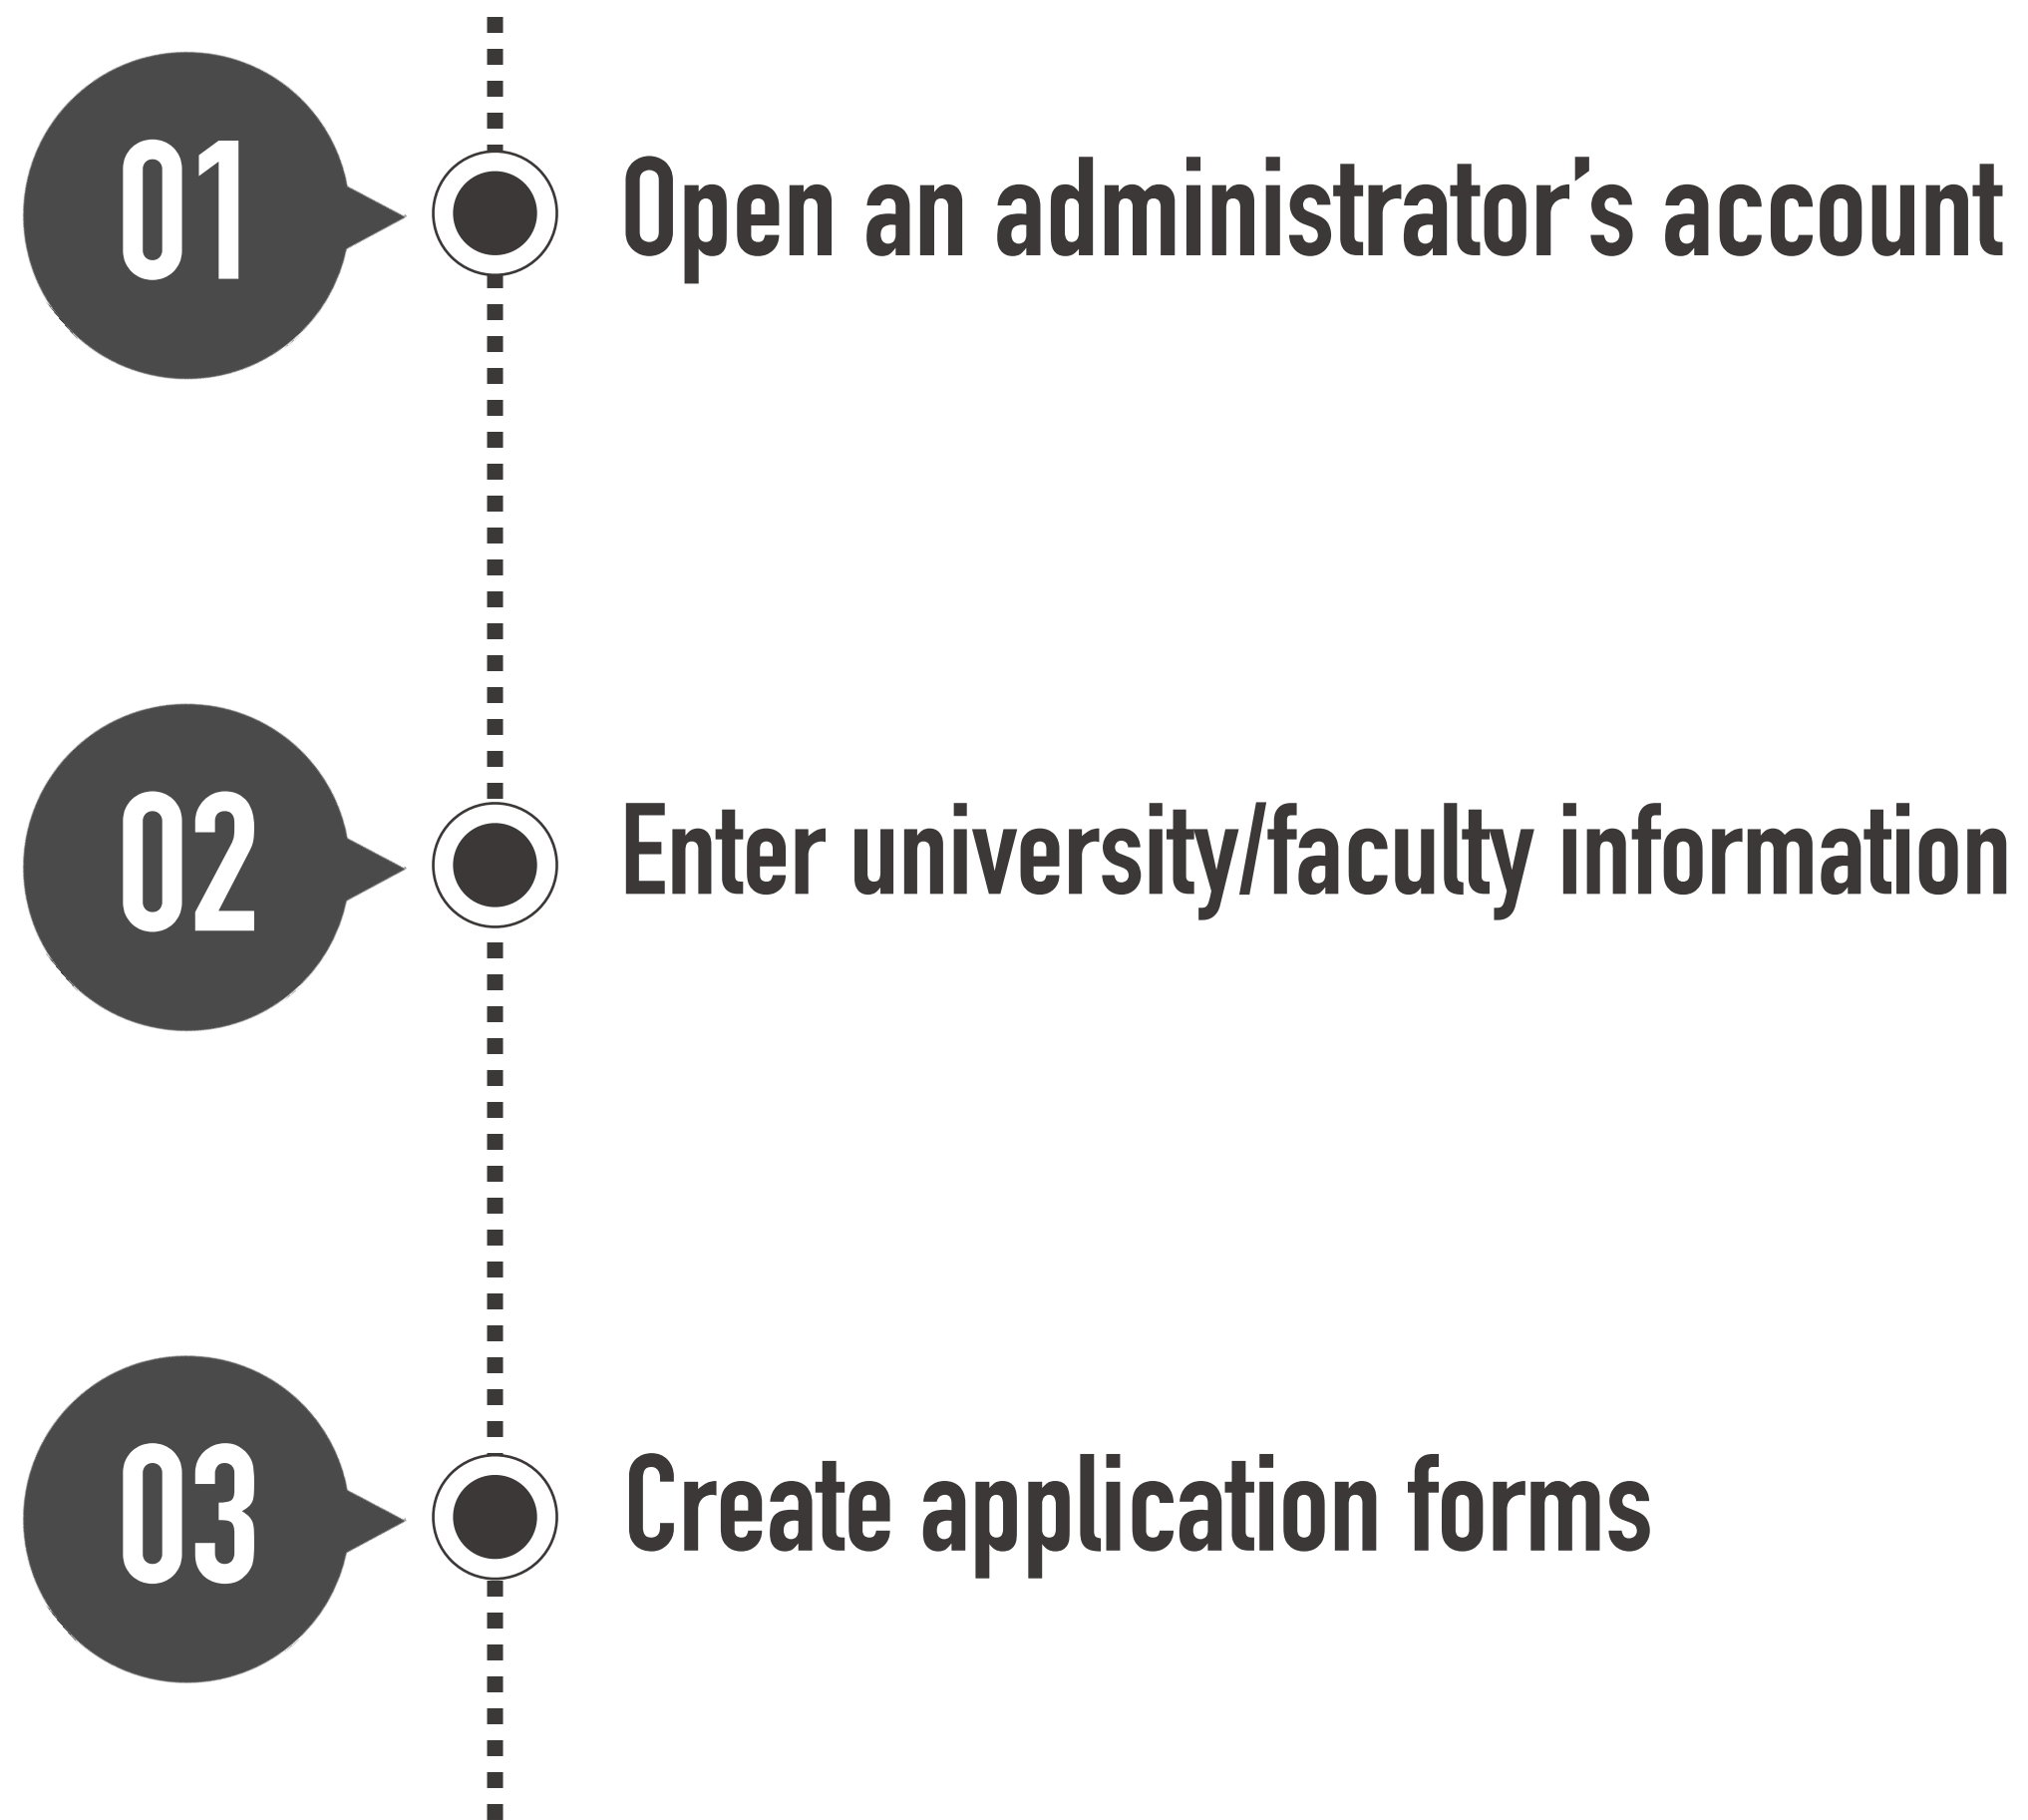 01
Open an administrator’s account
02
Enter university/faculty information
03
Create application forms